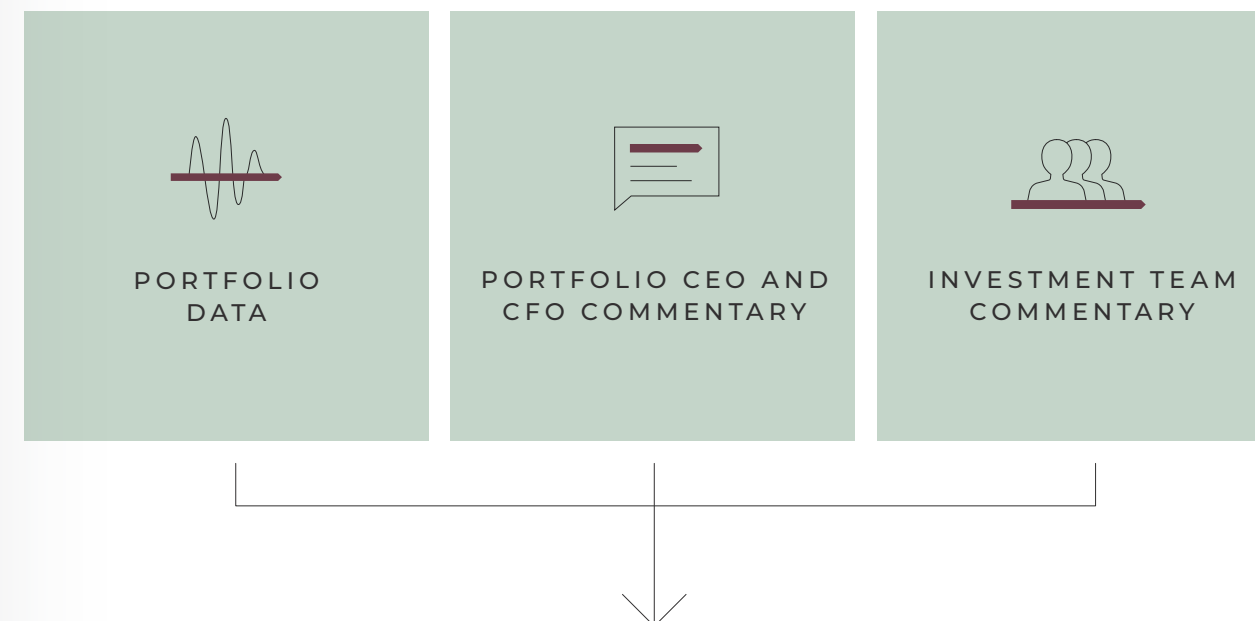 PORTFOLIO
DATA
PORTFOLIO CEO AND
CFO COMMENTARY
INVESTMENT TEAM
COMMENTARY